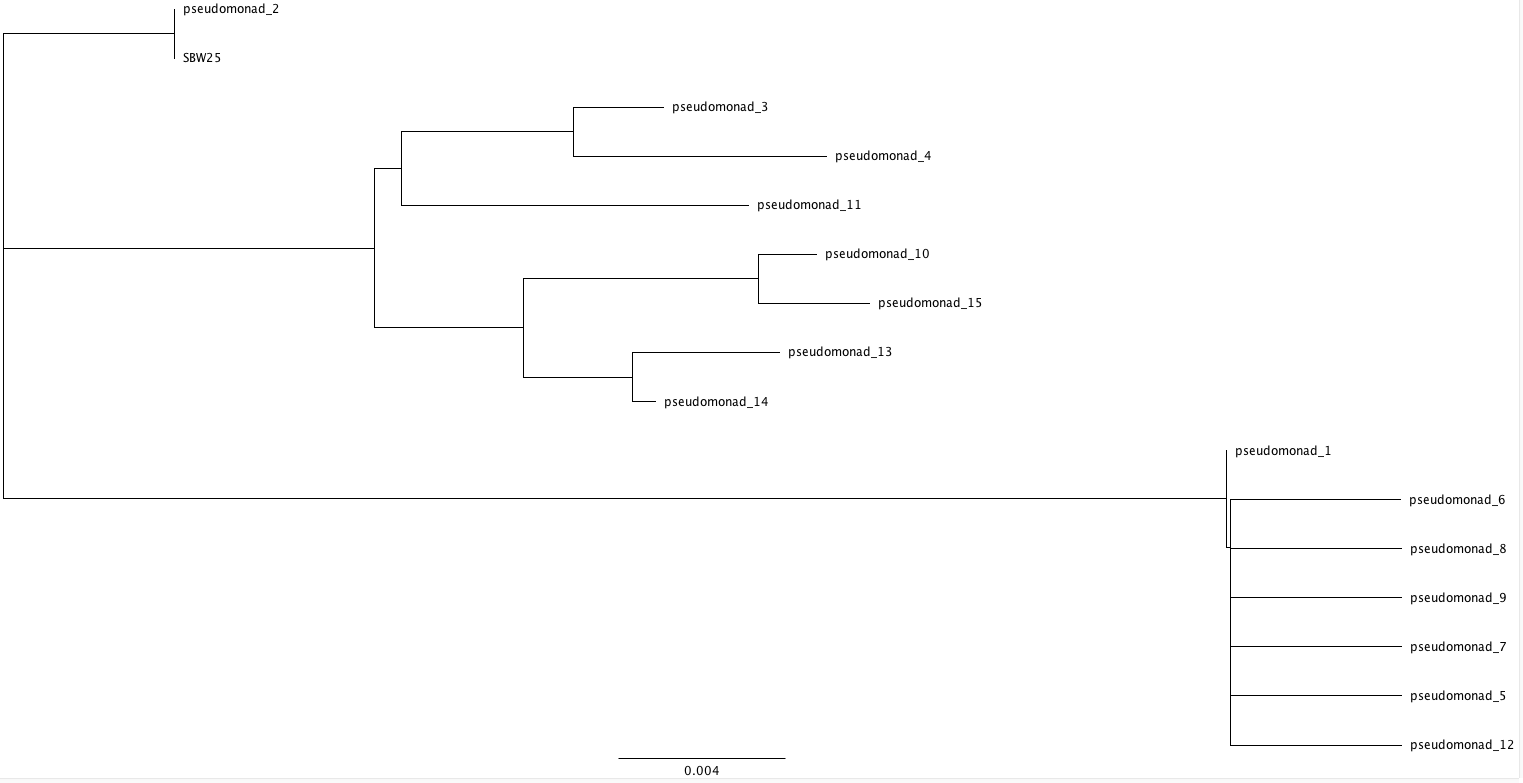 pseudomonad_2
SBW25
pseudomonad_3
pseudomonad_4
pseudomonad_11
pseudomonad_10
pseudomonad_15
pseudomonad_13
pseudomonad_14
pseudomonad_1
pseudomonad_6
pseudomonad_8
pseudomonad_9
pseudomonad_7
pseudomonad_5
pseudomonad_12
0.004